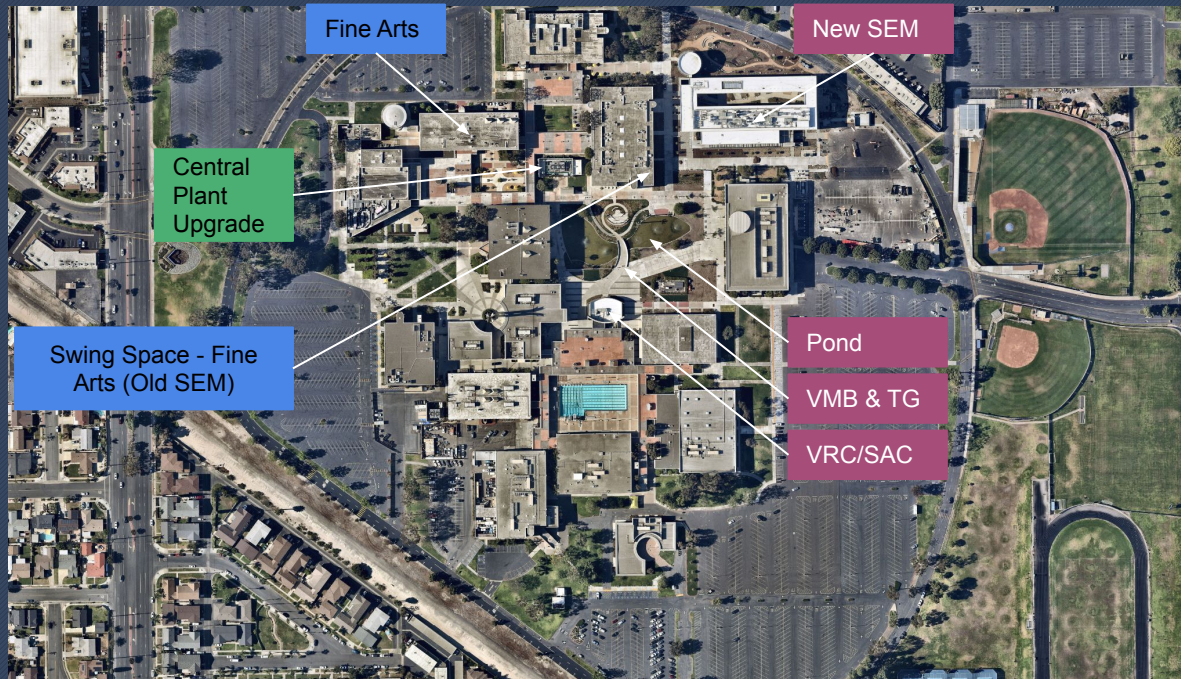 Fine Arts
New SEM
Central
Plant
Upgrade
Swing Space - Fine
Arts (Old SEM)
Pond
VMB & TG
VRC/SAC